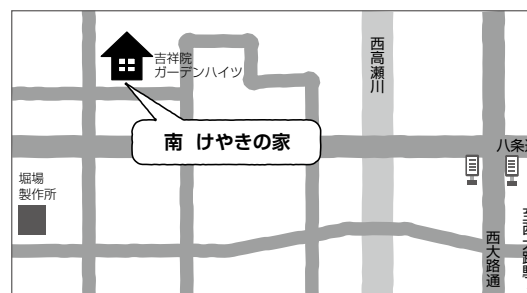 吉祥院
ガーデンハイツ
西高瀬川
南 けやきの家
八条通
堀場
製作所
西大路通